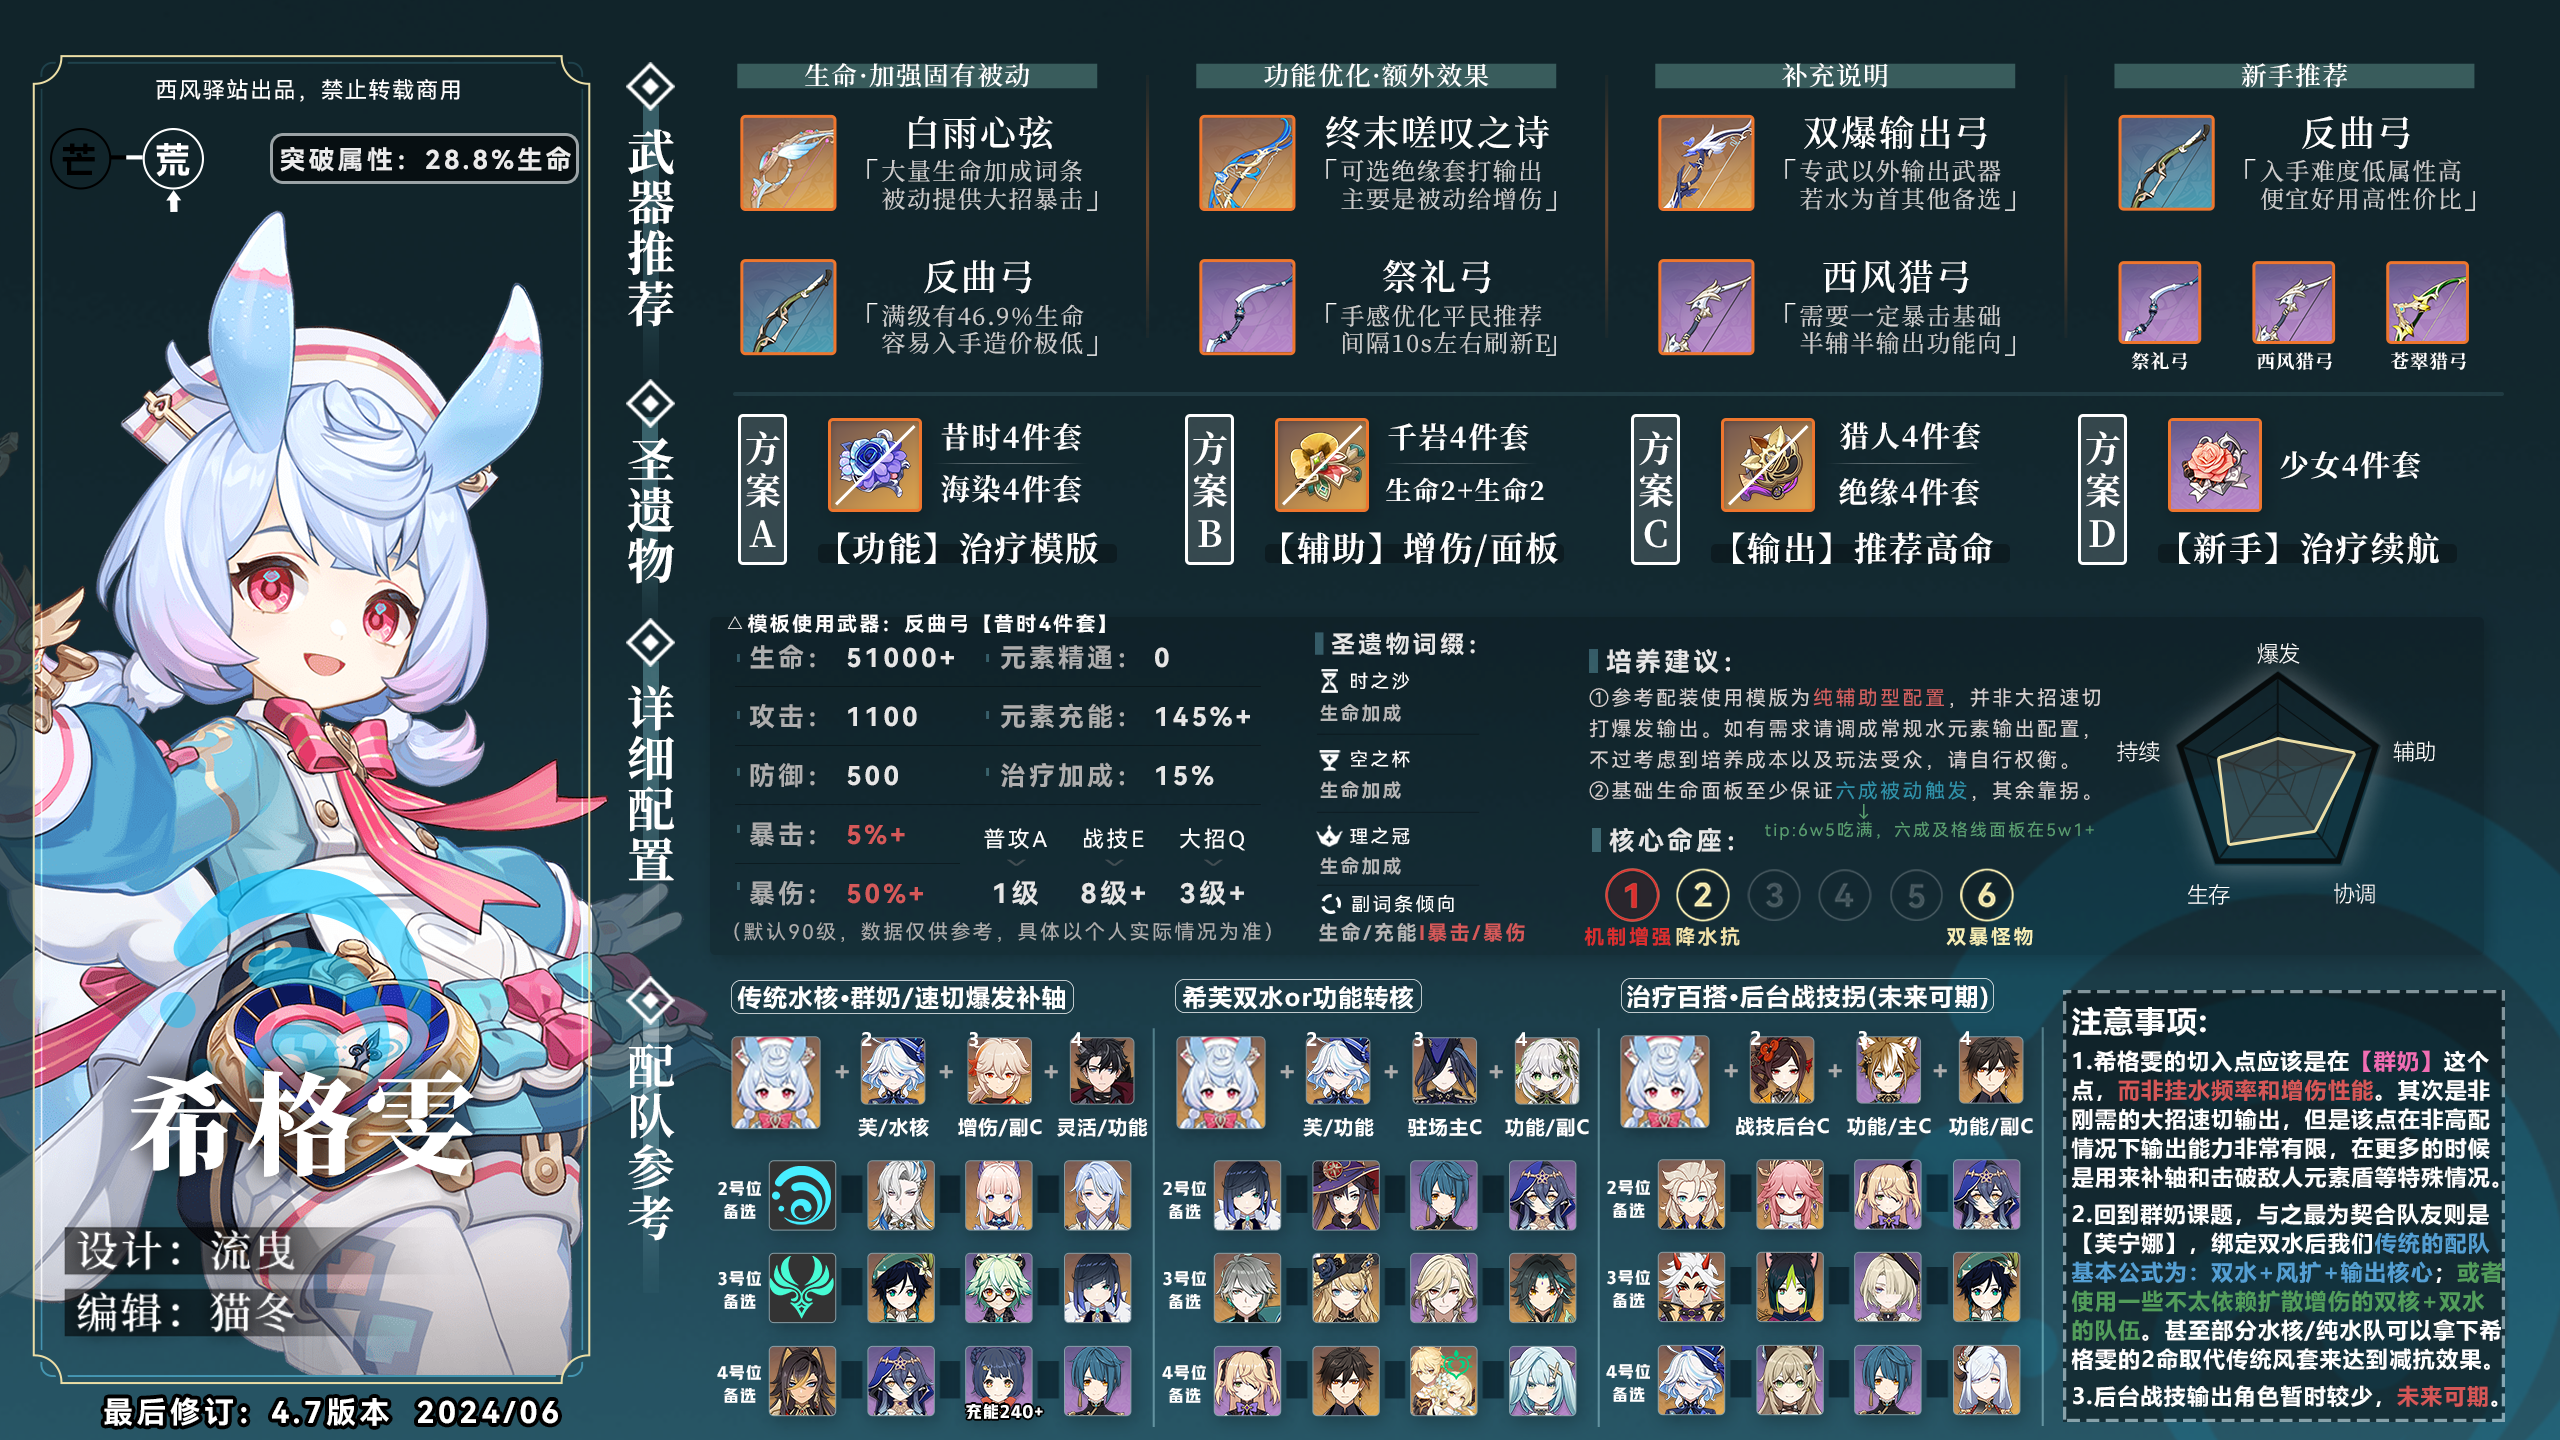 西风驿站出品，禁止转载商用
芒
荒
突破属性：28.8%生命
希格雯
设计：流曳
编辑：猫冬
最后修订：4.7版本 2024/06
武器推荐
生命·加强固有被动
白雨心弦
「大量生命加成词条
被动提供大招暴击」
反曲弓
「满级有46.9%生命
容易入手造价极低」
功能优化·额外效果
终末嗟叹之诗
「可选绝缘套打输出
主要是被动给增伤」
祭礼弓
「手感优化平民推荐
间隔10s左右刷新E」
补充说明
双爆输出弓
「专武以外输出武器
若水为首其他备选」
西风猎弓
「需要一定暴击基础
半辅半输出功能向」
新手推荐
反曲弓
「入手难度低属性高
便宜好用高性价比」
祭礼弓
西风猎弓
苍翠猎弓
圣遗物
方案A
昔时4件套
海染4件套
【功能】治疗模版
方案B
千岩4件套
生命2+生命2
【辅助】增伤/面板
方案C
猎人4件套
绝缘4件套
【输出】推荐高命
方案D
少女4件套
【新手】治疗续航
详细配置
△模板使用武器：反曲弓【昔时4件套】
生命：51000+
元素精通：0
攻击：1100
元素充能：145%+
防御：500
治疗加成：15%
暴击：5%+
暴伤：50%+
普攻A 战技E 大招Q
1级 8级+ 3级+
（默认90级，数据仅供参考，具体以个人实际情况为准）
圣遗物词缀：
时之沙
生命加成
空之杯
生命加成
理之冠
生命加成
副词条倾向
生命/充能|暴击/暴伤
培养建议：
①参考配装使用模版为纯辅助型配置，并非大招速切
打爆发输出。如有需求请调成常规水元素输出配置，
不过考虑到培养成本以及玩法受众，请自行权衡。
②基础生命面板至少保证六成被动触发，其余靠拐。
↓
tip:6w5吃满，六成及格线面板在5w1+
核心命座：
1 2 3 4 5 6
机制增强 降水抗 双暴怪物
爆发
辅助
协调
生存
持续
配队参考
传统水核•群奶/速切爆发补轴
+ 2 + 3 + 4
芙/水核 增伤/副C 灵活/功能
2号位
备选
3号位
备选
4号位
备选
充能240+
希芙双水or功能转核
+ 2 + 3 + 4
芙/功能 驻场主C 功能/副C
2号位
备选
3号位
备选
4号位
备选
治疗百搭•后台战技拐(未来可期)
+ 2 + 3 + 4
战技后台C 功能/主C 功能/副C
2号位
备选
3号位
备选
4号位
备选
注意事项:
1.希格雯的切入点应该是在【群奶】这个
点，而非挂水频率和增伤性能。其次是非
刚需的大招速切输出，但是该点在非高配
情况下输出能力非常有限，在更多的时候
是用来补轴和击破敌人元素盾等特殊情况。
2.回到群奶课题，与之最为契合队友则是
【芙宁娜】，绑定双水后我们传统的配队
基本公式为：双水+风扩+输出核心；或者
使用一些不太依赖扩散增伤的双核+双水
的队伍。甚至部分水核/纯水队可以拿下希
格雯的2命取代传统风套来达到减抗效果。
3.后台战技输出角色暂时较少，未来可期。